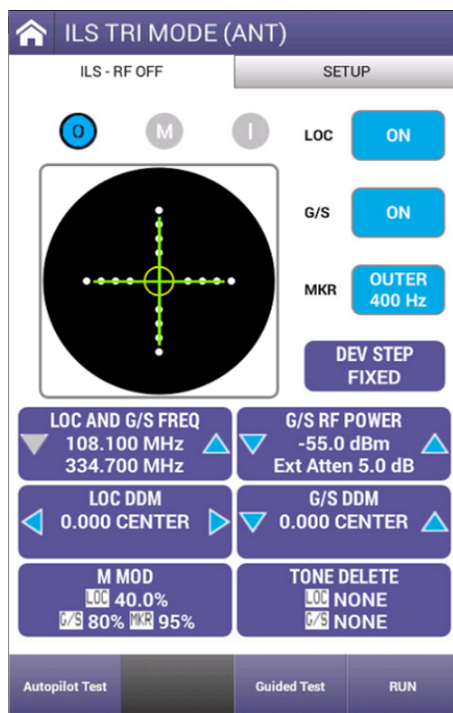 ILS TRI MODE (ANT)
ILS - RF OFF
SETUP
O
M
I
LOC
ON
G/S
ON
MKR
OUTER
400 Hz
DEV STEP
FIXED
LOC AND G/S FREQ
108.100 MHz
334.700 MHz
G/S RF POWER
-55.0 dBm
Ext Atten 5.0 dB
LOC DDM
0.000 CENTER
G/S DDM
0.000 CENTER
M MOD
LOC 40.0%
G/S 80% MKR 95%
TONE DELETE
LOC NONE
G/S NONE
Autopilot Test
Guided Test
RUN